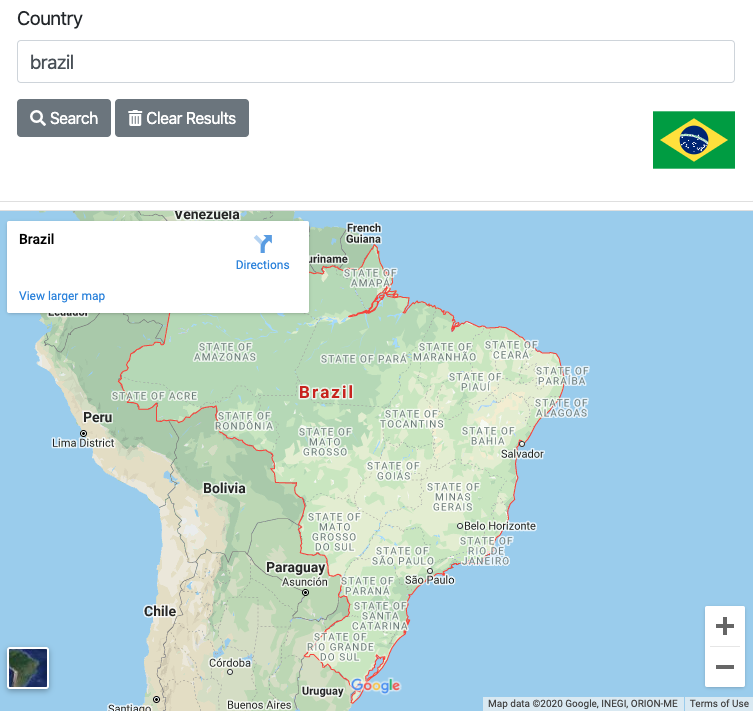 Country
brazil
Search
Clear Results
Venezuela
Brazil
Directions
View larger map
French
Guiana
uriname
STATE OF
AMAPÁ
STATE OF
AMAZONAS
STATE OF PARÁ
STATE OF
MARANHÃO
STATE OF
CEARÁ
STATE OF
PARAÍBA
STATE OF
PIAUÍ
STATE OF ACRE
Brazil
STATE OF
ALAGOAS
Peru
Lima District
STATE OF
RONDÔNIA
STATE OF
TOCANTINS
STATE OF
MATO
GROSSO
STATE OF
BAHIA
Salvador
STATE OF
GOIÁS
Bolivia
STATE OF
MINAS
GERAIS
STATE OF
MATO
GROSSO
DO SUL
Belo Horizonte
STATE OF
RIO DE
JANEIRO
STATE OF
SÃO PAULO
São Paulo
Paraguay
Asunción
STATE OF
PARANÁ
Chile
STATE OF
SANTA
CATARINA
STATE OF
RIO GRANDE
DO SUL
Córdoba
Uruguay
Google
Santiago
Buenos Aires
Map data ©2020 Google, INEGI, ORION-ME
Terms of Use